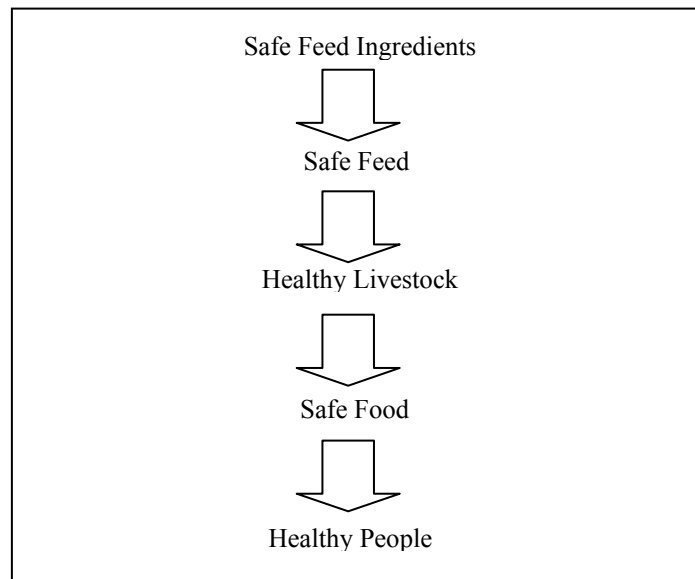 Safe Feed Ingredients
Safe Feed
Healthy Livestock
Safe Food
Healthy People